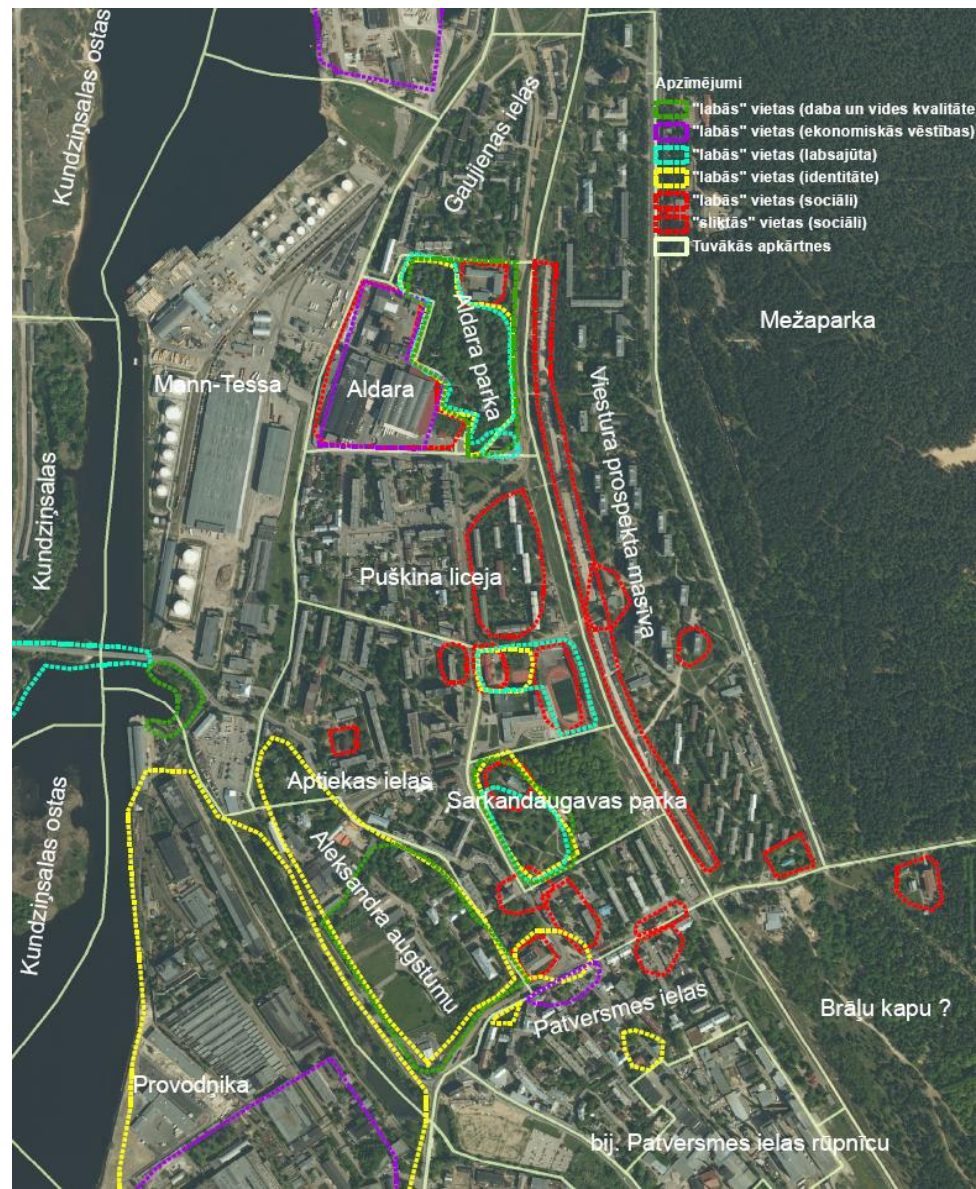 Kundziņsalas ostas
Gaujienas ielas
Apzīmējumi
"labās" vietas (daba un vides kvalitāte)
"labās" vietas (ekonomiskās vēstības)
"labās" vietas (labsajūta)
"labās" vietas (identitāte)
"labās" vietas (sociāli)
"sliktās" vietas (sociāli)
Tuvākās apkārtnes
Mežaparka
Aldara parka
Mann-Tessa
Aldara
Viestura prospekta masīva
Kundziņsalas
Puškina liceja
Aptiekas ielas
Sarkandaugavas parka
Kundziņsalas ostas
Aleksandra augstumu
Patversmes ielas
Brāļu kapu ?
Provodnika
bij. Patversmes ielas rūpnīcu